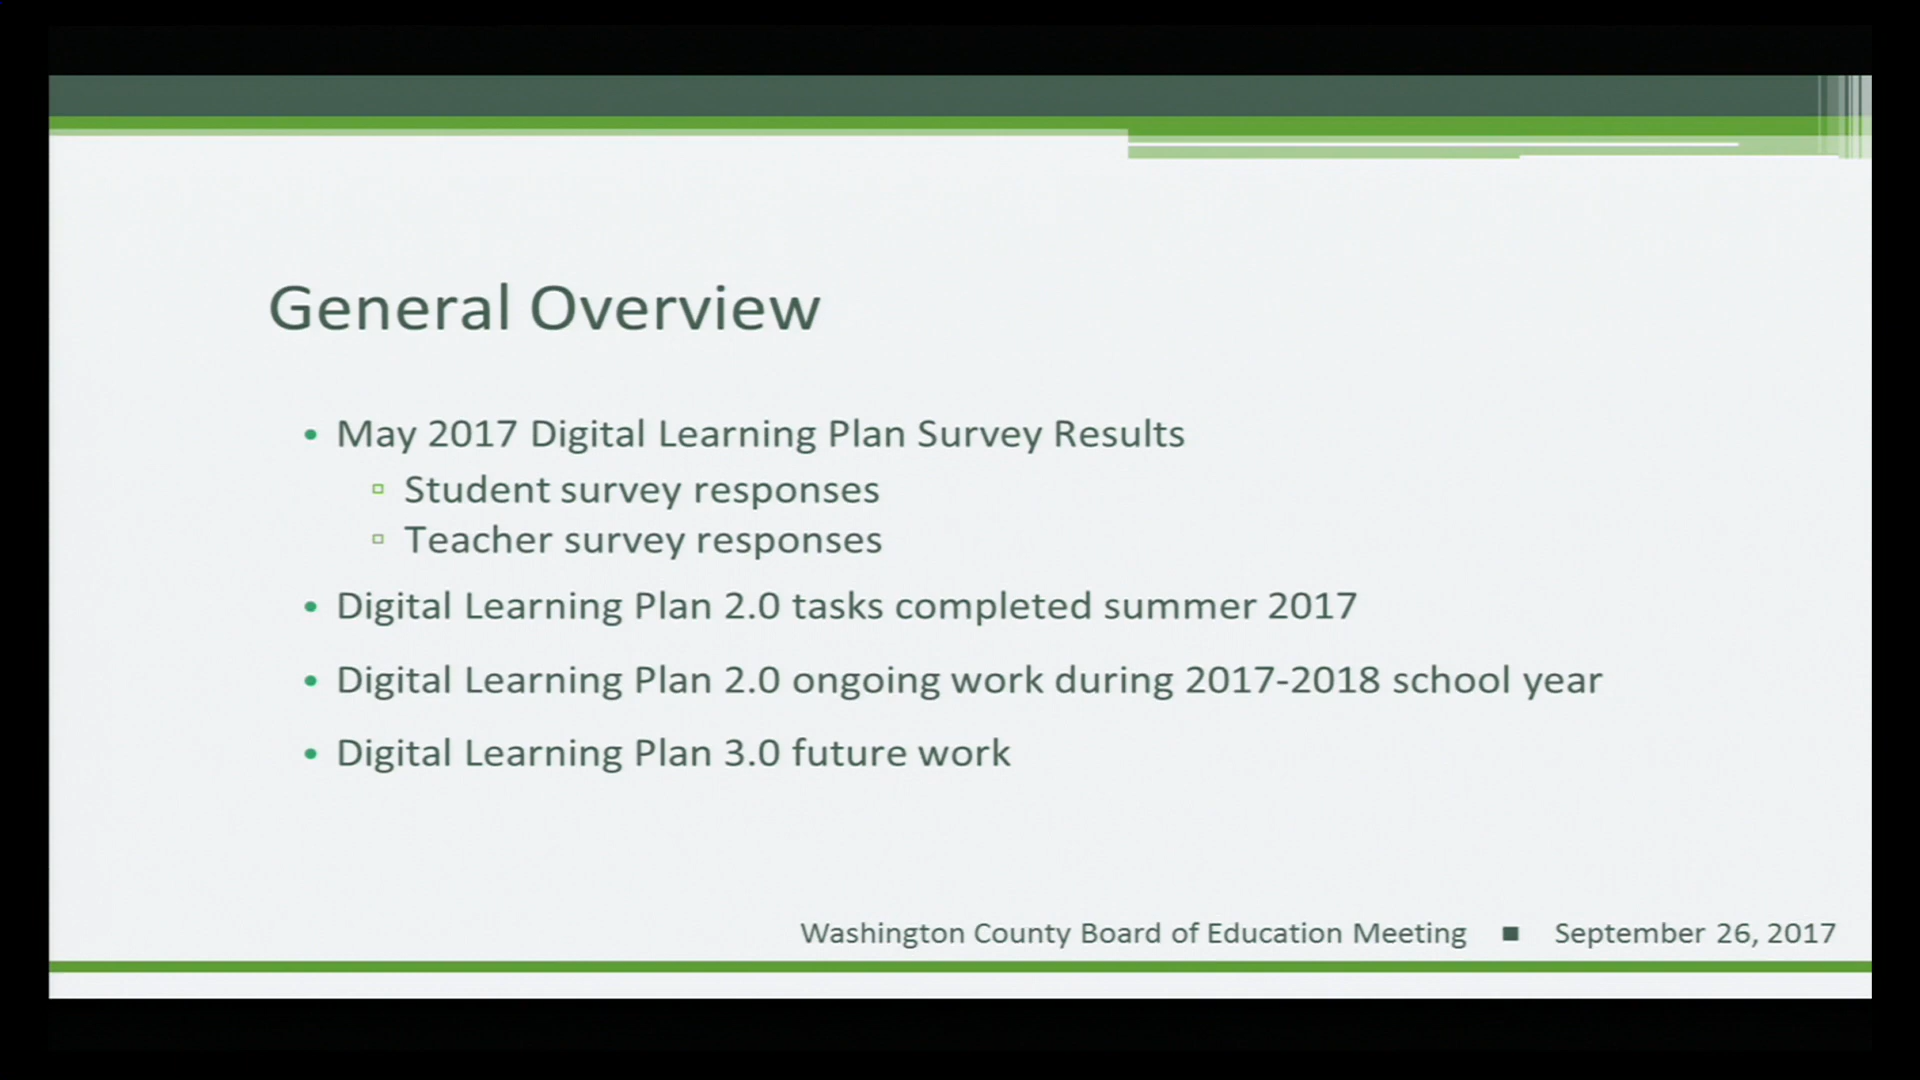 General Overview
• May 2017 Digital Learning Plan Survey Results
▫ Student survey responses
▫ Teacher survey responses
• Digital Learning Plan 2.0 tasks completed summer 2017
• Digital Learning Plan 2.0 ongoing work during 2017-2018 school year
• Digital Learning Plan 3.0 future work
Washington County Board of Education Meeting ■ September 26, 2017